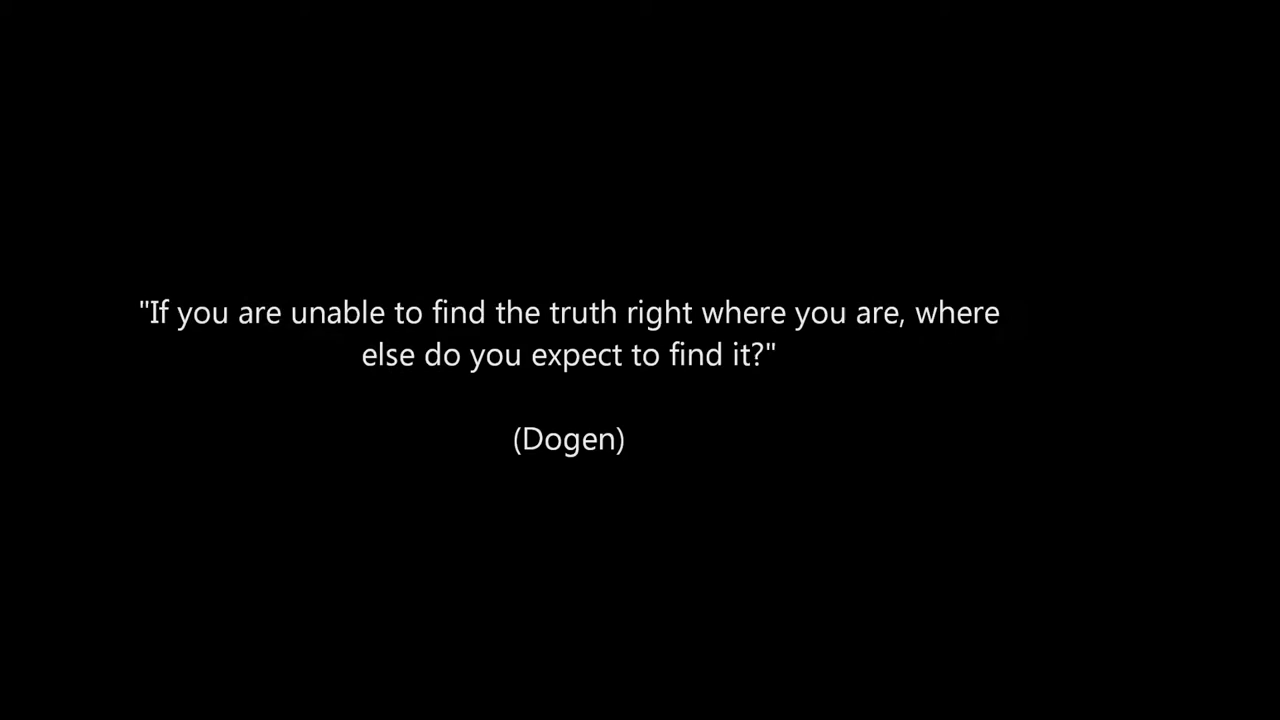 "If you are unable to find the truth right where you are, where
else do you expect to find it?"
(Dogen)